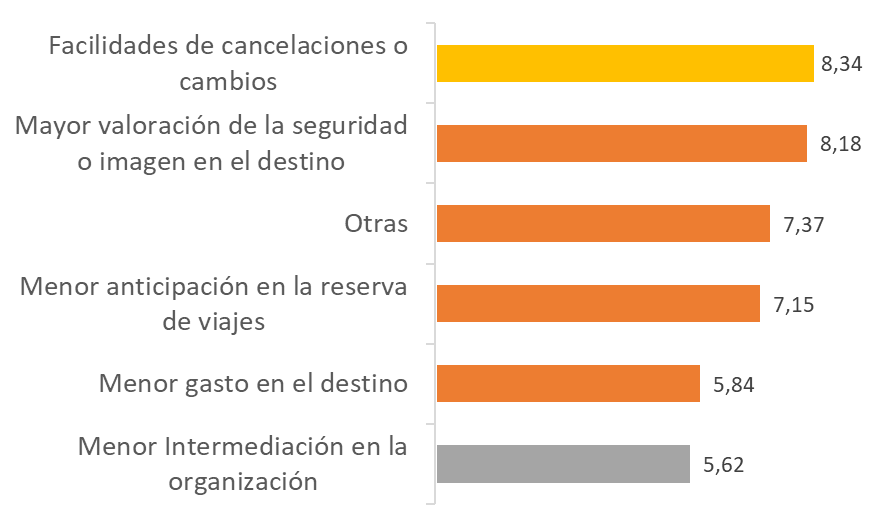 Facilidades de cancelaciones o
cambios
8,34
Mayor valoración de la seguridad
o imagen en el destino
8,18
Otras
7,37
Menor anticipación en la reserva
de viajes
7,15
Menor gasto en el destino
5,84
Menor Intermediación en la
organización
5,62